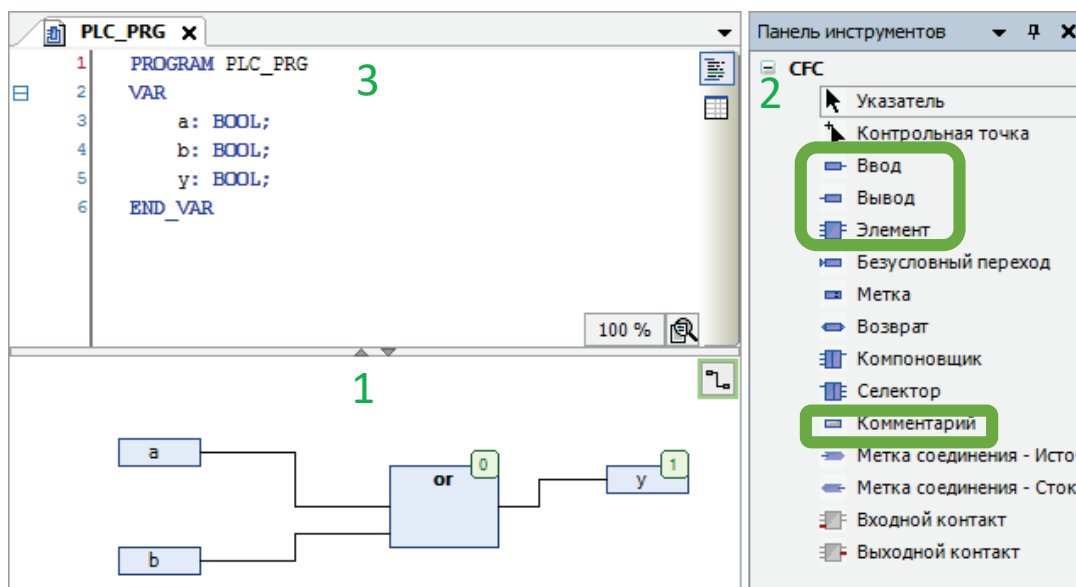 PLC_PRG
1 PROGRAM PLC_PRG
2 VAR
3 a: BOOL;
4 b: BOOL;
5 y: BOOL;
6 END_VAR
3
100 %
1
a
b
or
0
y
1
Панель инструментов
CFC
2
Указатель
Контрольная точка
Ввод
Вывод
Элемент
Безусловный переход
Метка
Возврат
Компоновщик
Селектор
Комментарий
Метка соединения - Исто
Метка соединения - Сток
Входной контакт
Выходной контакт